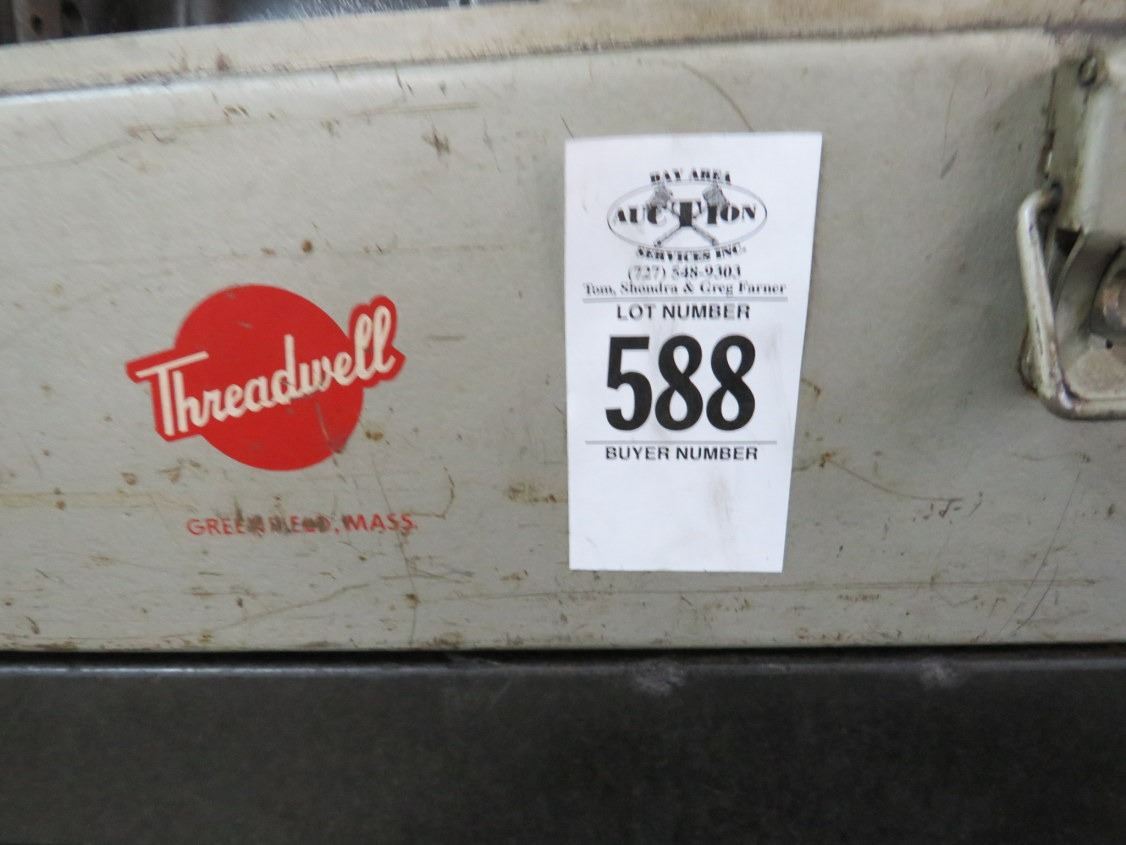 Threadwell
GREENFIELD, MASS.
BAY AREA
AUCTION
SERVICES INC.
(727) 548-9303
Tom, Shondra & Greg Farner
LOT NUMBER
588
BUYER NUMBER